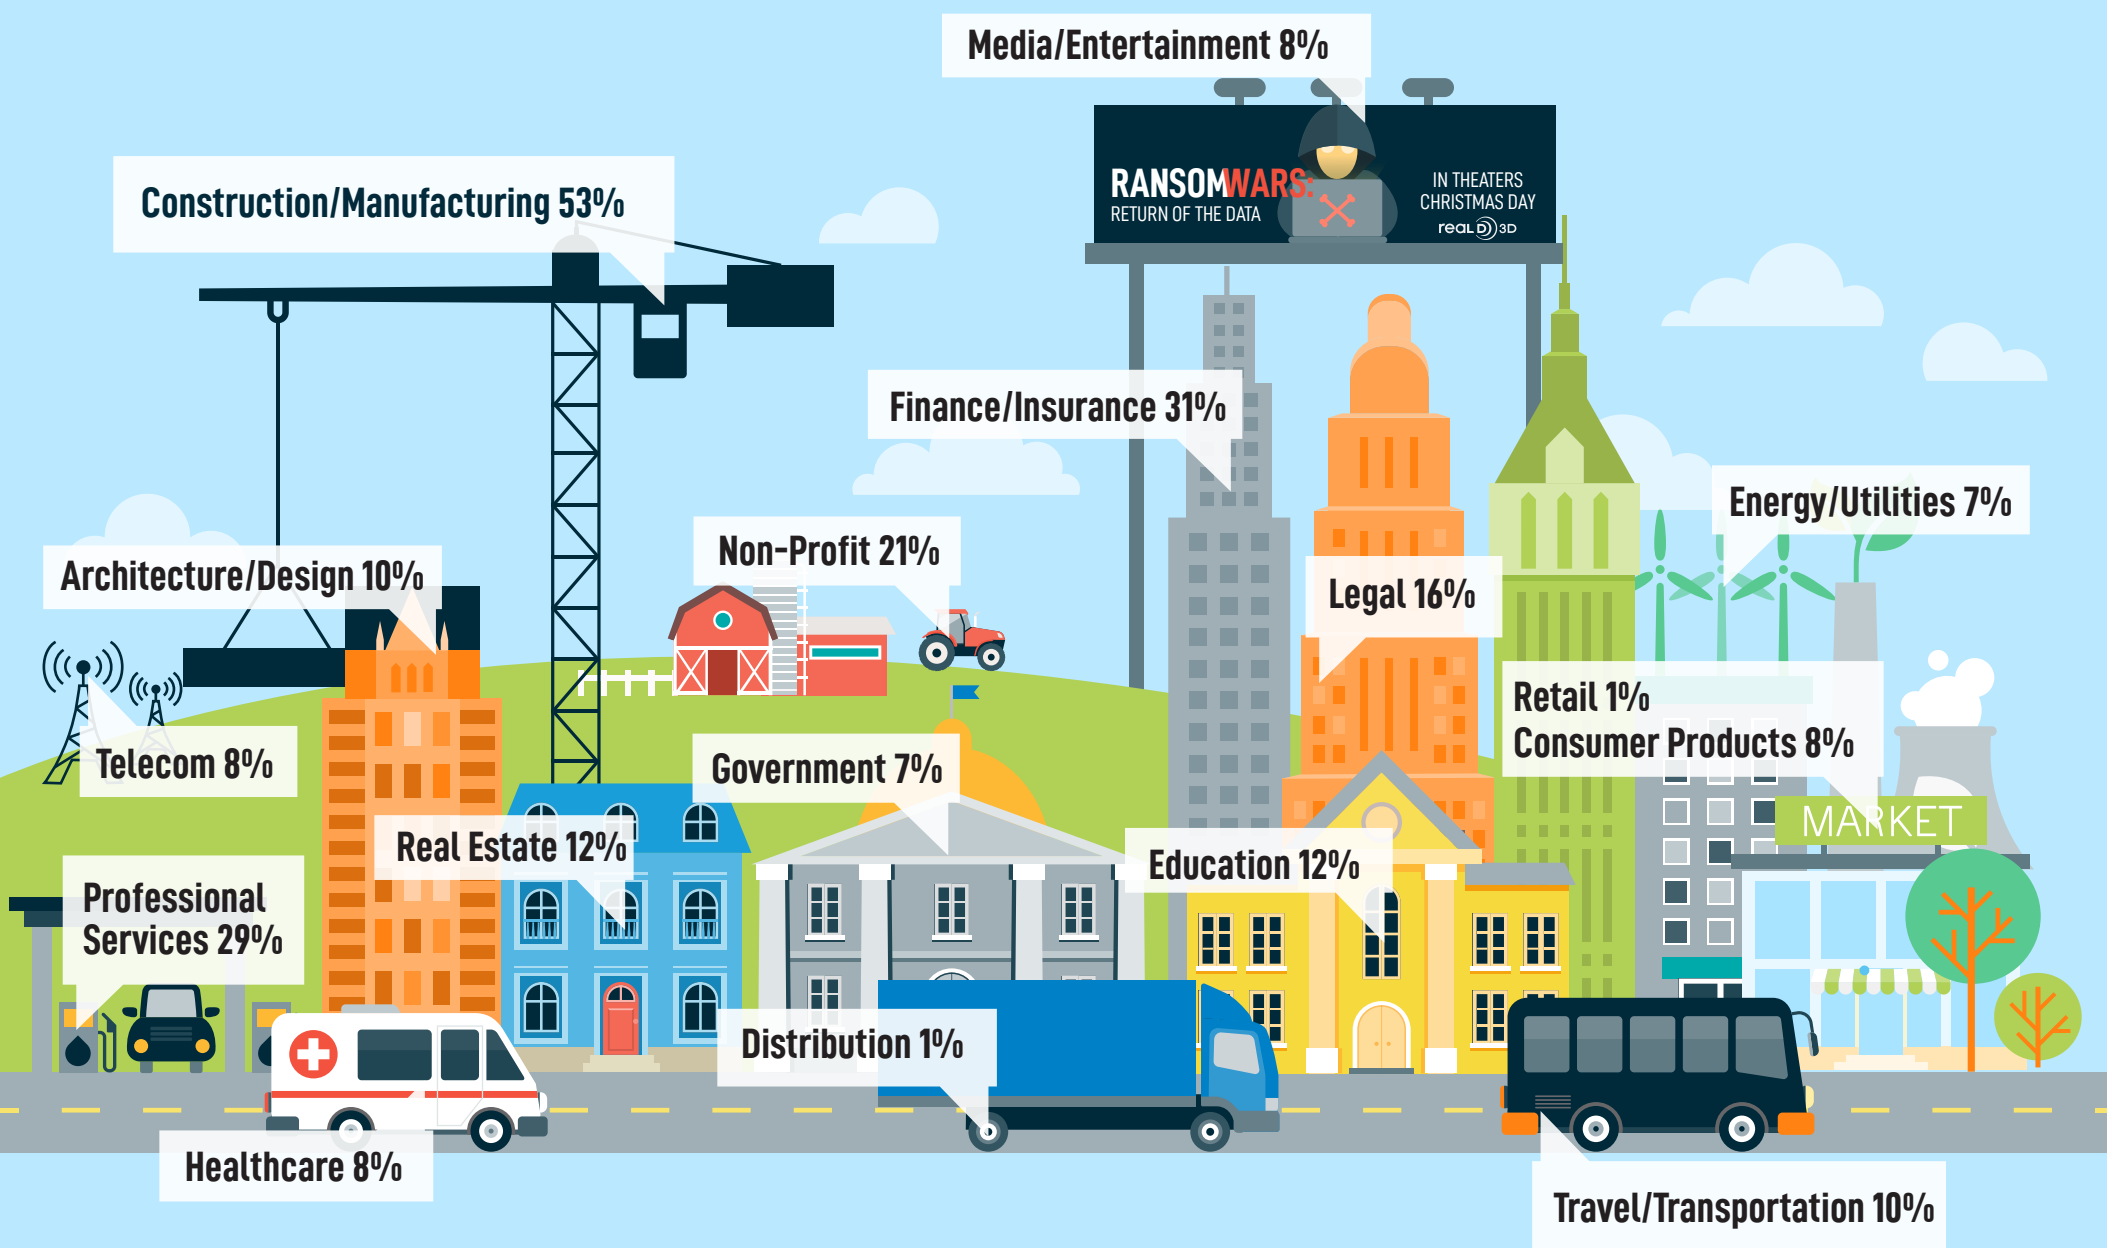 Media/Entertainment 8%
RANSOMWARS:
RETURN OF THE DATA
IN THEATERS
CHRISTMAS DAY
REAL D 3D
Construction/Manufacturing 53%
Finance/Insurance 31%
Energy/Utilities 7%
Non-Profit 21%
Architecture/Design 10%
Legal 16%
Retail 1%
Consumer Products 8%
Telecom 8%
Government 7%
MARKET
Real Estate 12%
Education 12%
Professional
Services 29%
Distribution 1%
Healthcare 8%
Travel/Transportation 10%